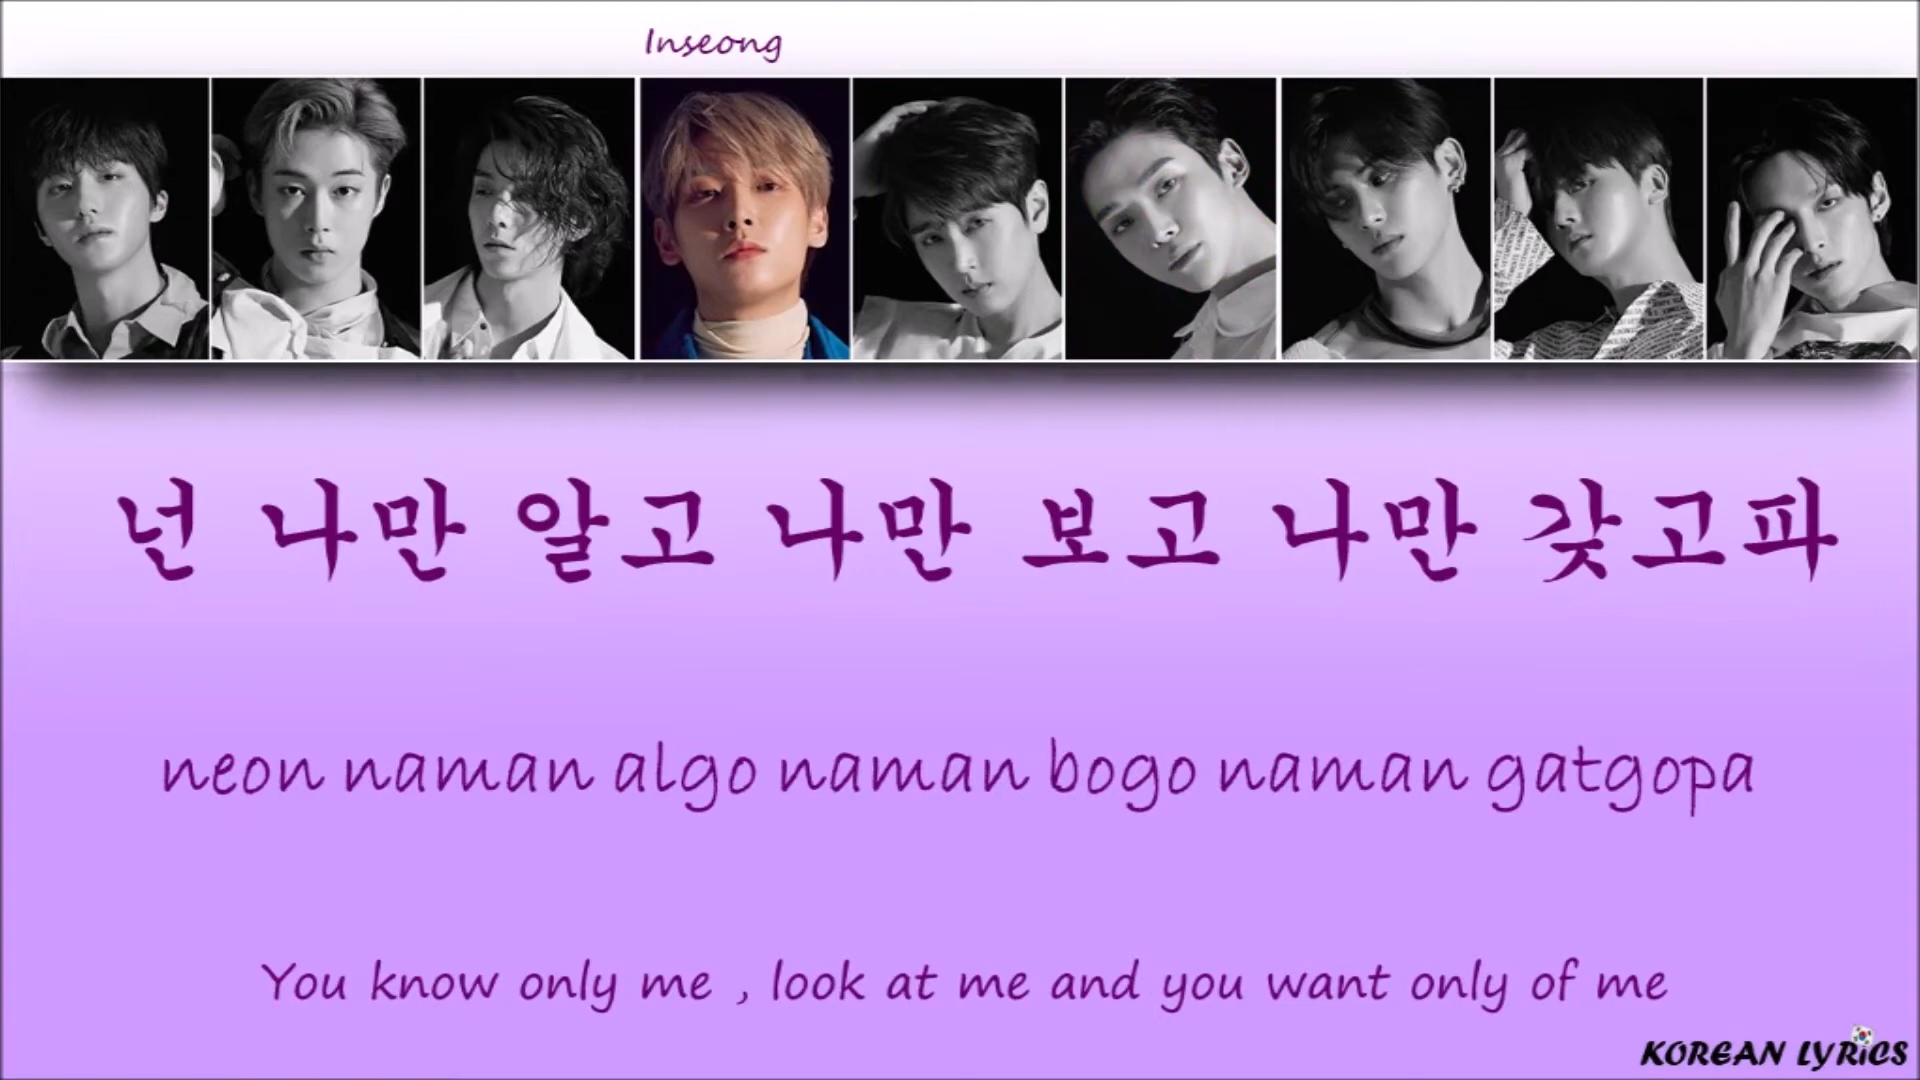 Inseong
넌 나만 알고 나만 보고 나만 갖고파
neon naman algo naman bogo naman gatgopa
You know only me , look at me and you want only of me
KOREAN LYRiCS